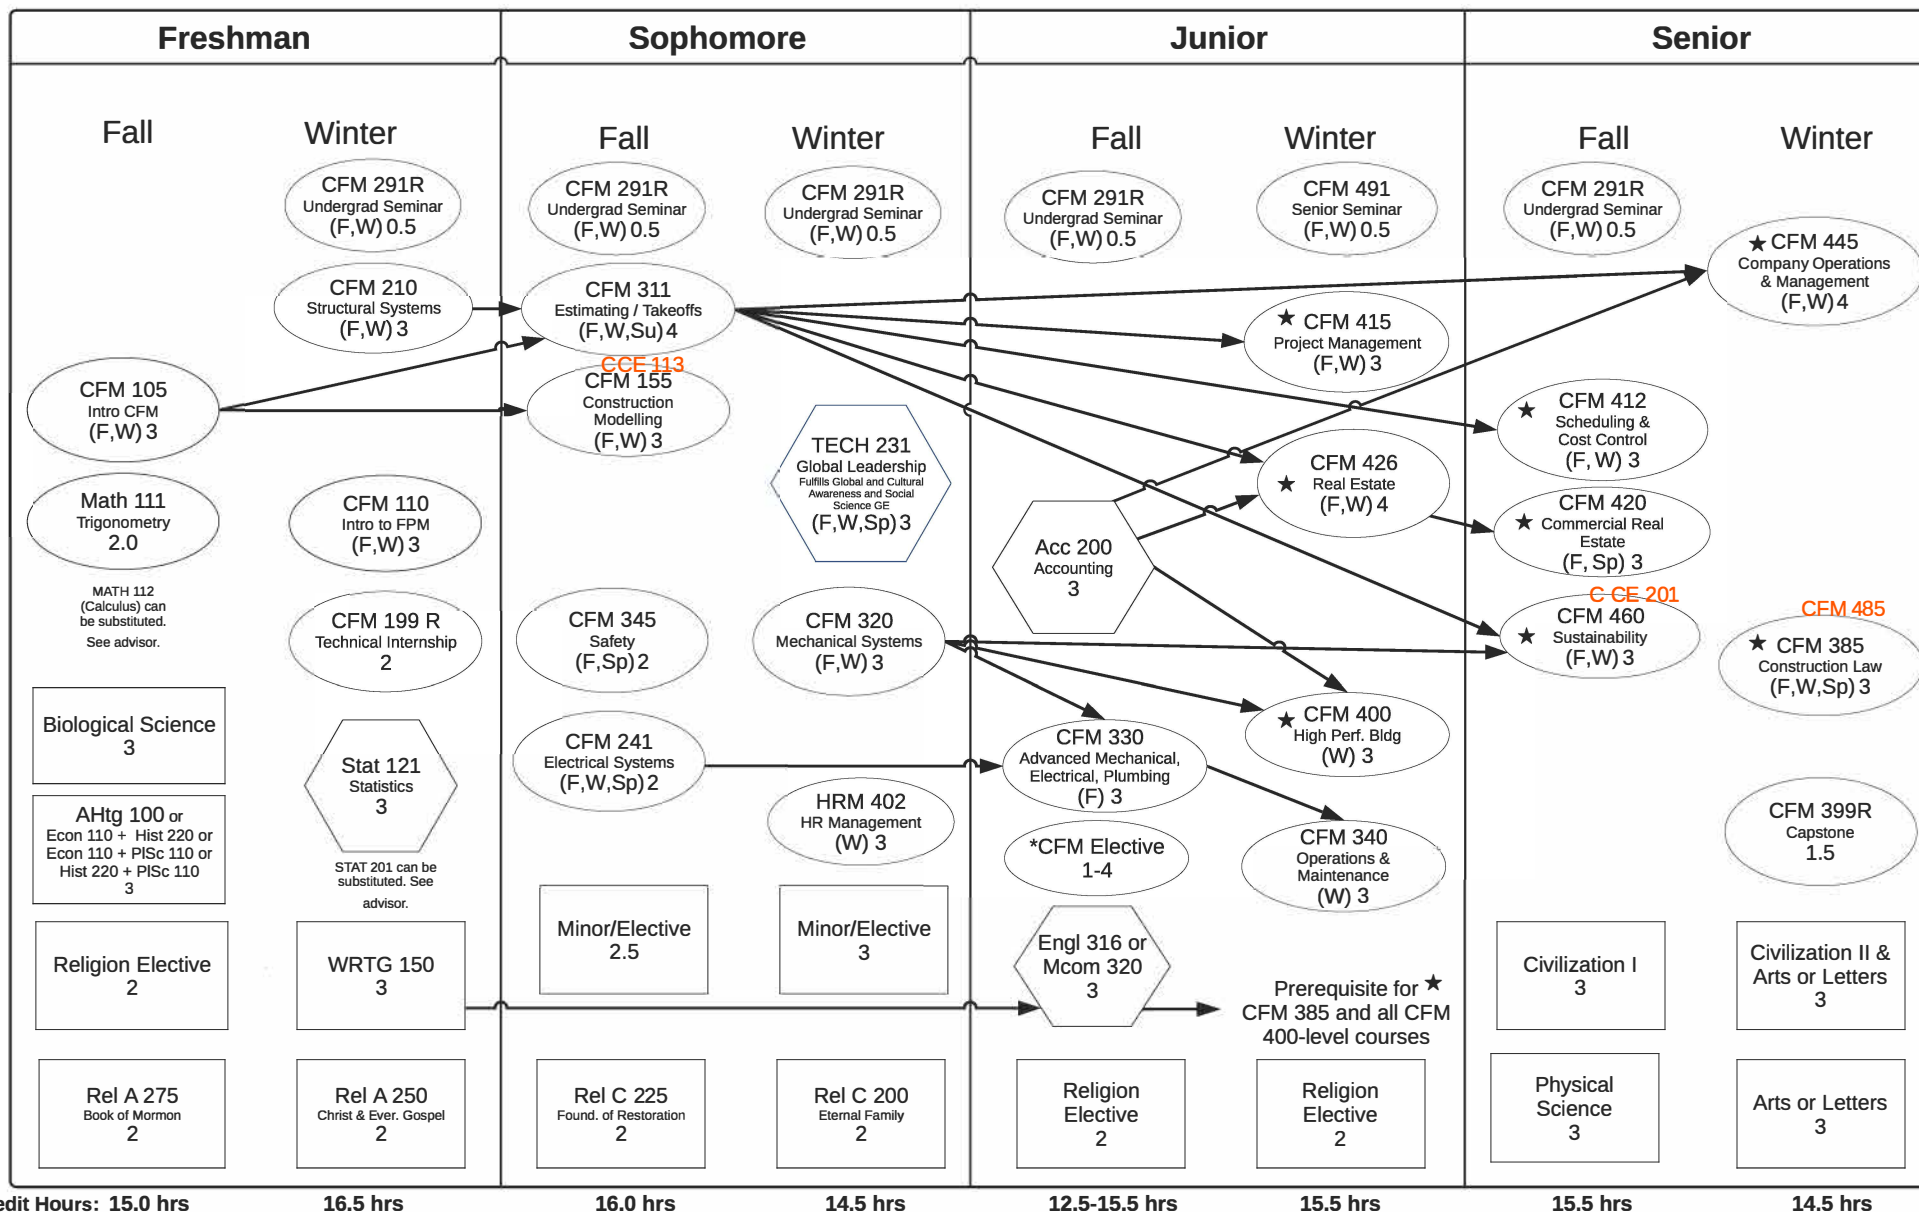 Freshman
Sophomore
Junior
Senior
Fall
Winter
Fall
Winter
Fall
Winter
Fall
Winter
CFM 105
Intro CFM
(F,W) 3
Math 111
Trigonometry
2.0
MATH 112
(Calculus) can
be substituted.
See advisor.
Biological Science
3
AHtg 100 or
Econ 110 + Hist 220 or
Econ 110 + PlSc 110 or
Hist 220 + PlSc 110
3
Religion Elective
2
Rel A 275
Book of Mormon
2
CFM 291R
Undergrad Seminar
(F,W) 0.5
CFM 210
Structural Systems
(F,W) 3
CFM 110
Intro to FPM
(F,W) 3
CFM 199 R
Technical Internship
2
Stat 121
Statistics
3
STAT 201 can be
substituted. See
advisor.
WRTG 150
3
Rel A 250
Christ & Ever. Gospel
2
CFM 291R
Undergrad Seminar
(F,W) 0.5
CFM 311
Estimating / Takeoffs
(F,W,Su) 4
CCE 113
CFM 155
Construction
Modelling
(F,W) 3
CFM 345
Safety
(F,Sp) 2
CFM 241
Electrical Systems
(F,W,Sp) 2
Minor/Elective
2.5
Rel C 225
Found. of Restoration
2
CFM 291R
Undergrad Seminar
(F,W) 0.5
TECH 231
Global Leadership
Fulfills Global and Cultural
Awareness and Social
Science GE
(F,W,Sp) 3
CFM 320
Mechanical Systems
(F,W) 3
HRM 402
HR Management
(W) 3
Minor/Elective
3
Rel C 200
Eternal Family
2
CFM 291R
Undergrad Seminar
(F,W) 0.5
Acc 200
Accounting
3
CFM 330
Advanced Mechanical,
Electrical, Plumbing
(F) 3
*CFM Elective
1-4
Engl 316 or
Mcom 320
3
Religion
Elective
2
CFM 491
Senior Seminar
(F,W) 0.5
★ CFM 415
Project Management
(F,W) 3
CFM 426
★ Real Estate
(F,W) 4
★ CFM 400
High Perf. Bldg
(W) 3
CFM 340
Operations &
Maintenance
(W) 3
Prerequisite for ★
CFM 385 and all CFM
400-level courses
Religion
Elective
2
CFM 291R
Undergrad Seminar
(F,W) 0.5
★ CFM 412
Scheduling &
Cost Control
(F, W) 3
CFM 420
★ Commercial Real
Estate
(F, Sp) 3
C CE 201
CFM 460
★ Sustainability
(F,W) 3
Civilization I
3
Physical
Science
3
★ CFM 445
Company Operations
& Management
(F,W) 4
CFM 485
★ CFM 385
Construction Law
(F,W,Sp) 3
CFM 399R
Capstone
1.5
Civilization II &
Arts or Letters
3
Arts or Letters
3
edit Hours: 15.0 hrs
16.5 hrs
16.0 hrs
14.5 hrs
12.5-15.5 hrs
15.5 hrs
15.5 hrs
14.5 hrs